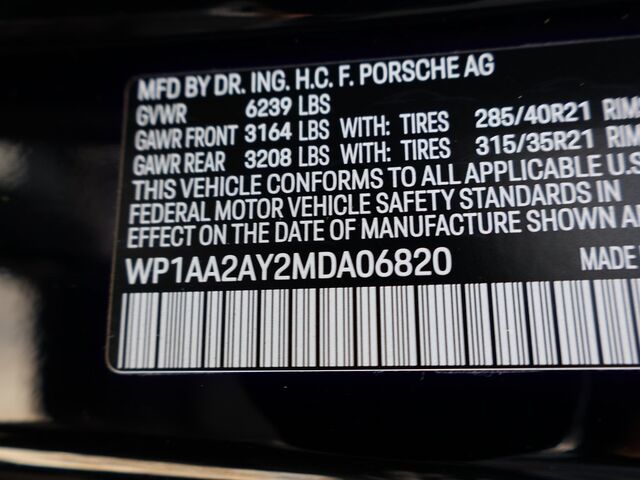 MFD BY DR. ING. H.C. F. PORSCHE AG
GVWR 6239 LBS
GAWR FRONT 3164 LBS WITH: TIRES 285/40R21 RIM
GAWR REAR 3208 LBS WITH: TIRES 315/35R21 RIM
THIS VEHICLE CONFORMS TO ALL APPLICABLE U.S
FEDERAL MOTOR VEHICLE SAFETY STANDARDS IN
EFFECT ON THE DATE OF MANUFACTURE SHOWN A
WP1AA2AY2MDA06820 MADE